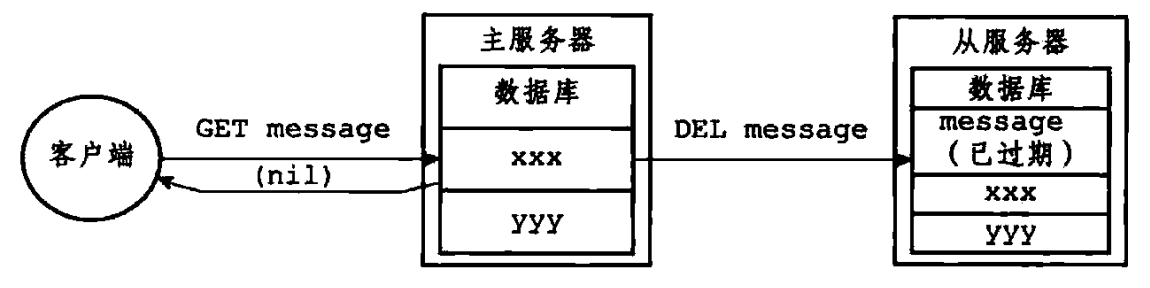 客户端
GET message
(nil)
主服务器
数据库
xxx
yyy
DEL message
从服务器
数据库
message
(已过期)
xxx
yyy